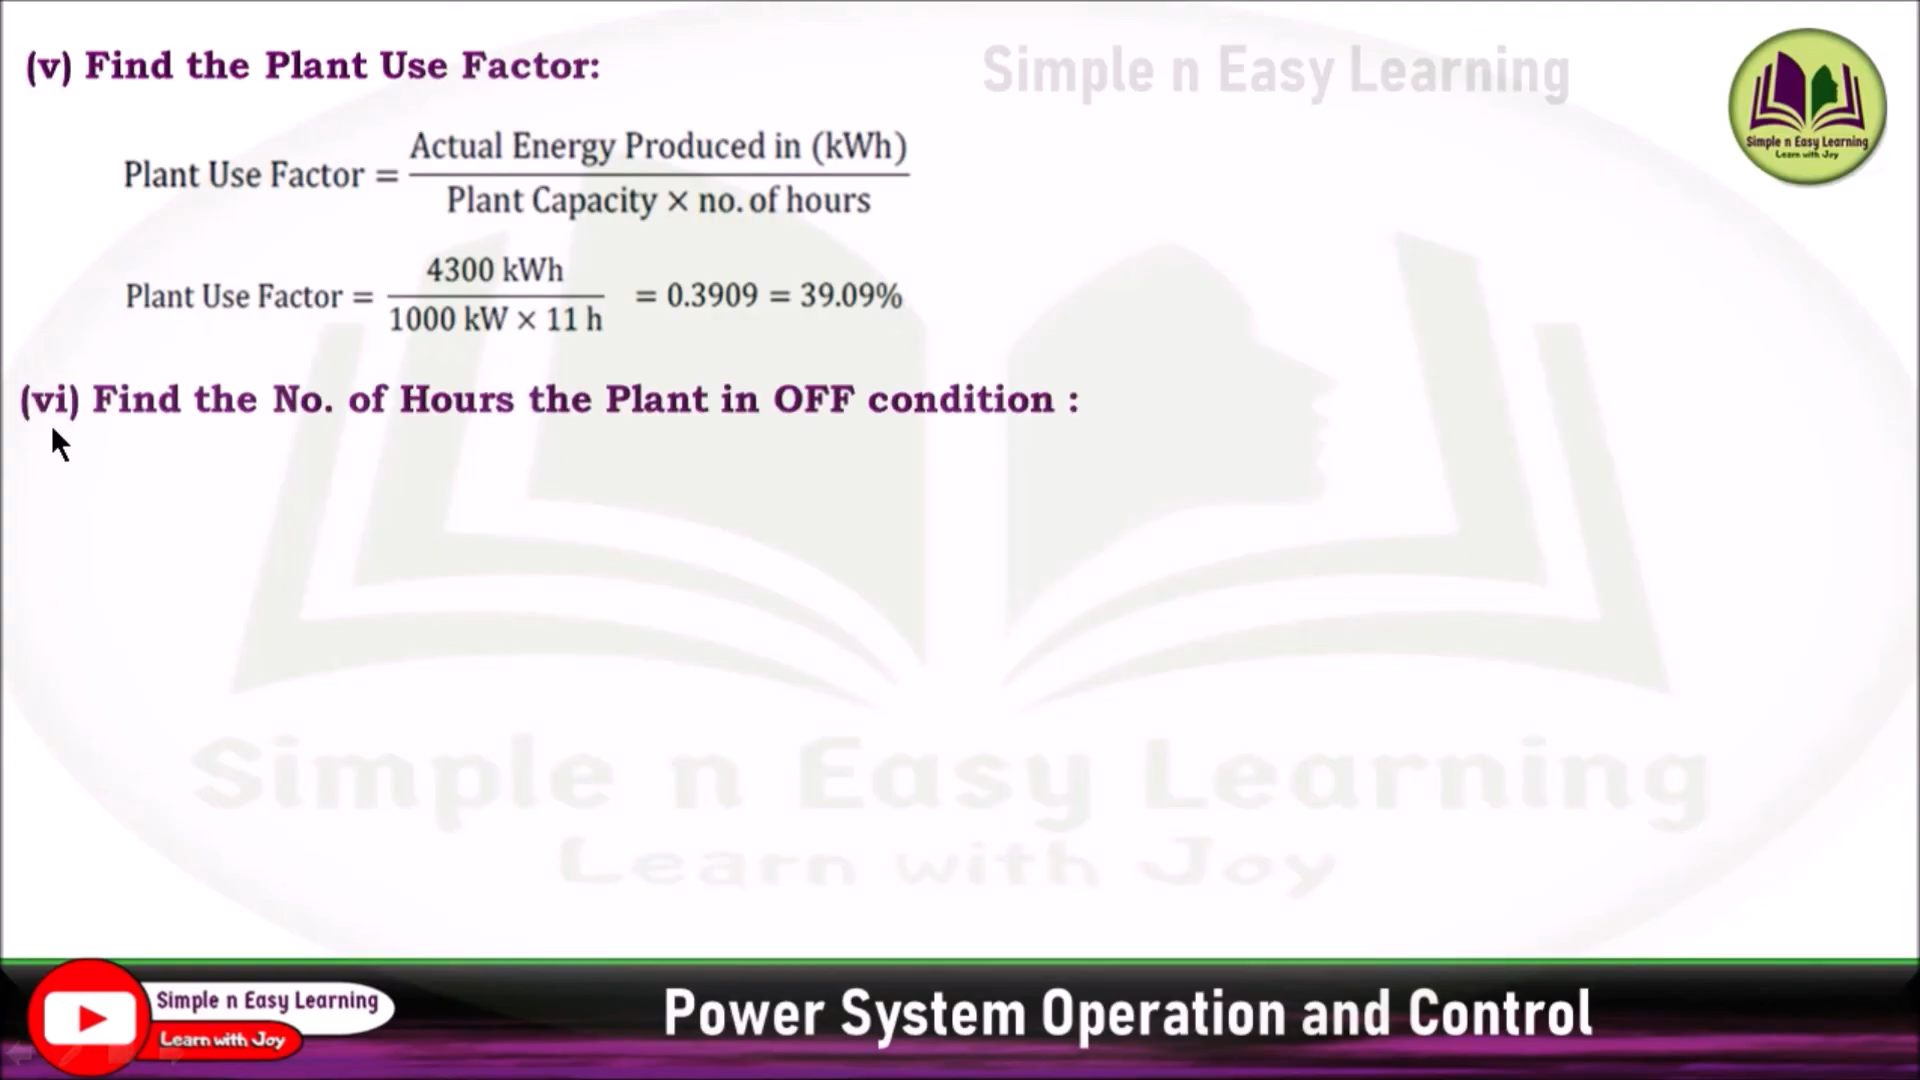 Simple n Easy Learning
(v) Find the Plant Use Factor:
Simple n Easy Learning
Learn with Joy
Plant Use Factor = Actual Energy Produced in (kWh) / Plant Capacity × no. of hours
Plant Use Factor = 4300 kWh / 1000 kW × 11 h = 0.3909 = 39.09%
(vi) Find the No. of Hours the Plant in OFF condition :
Simple n Easy Learning
Learn with Joy
Simple n Easy Learning
Learn with Joy
Power System Operation and Control